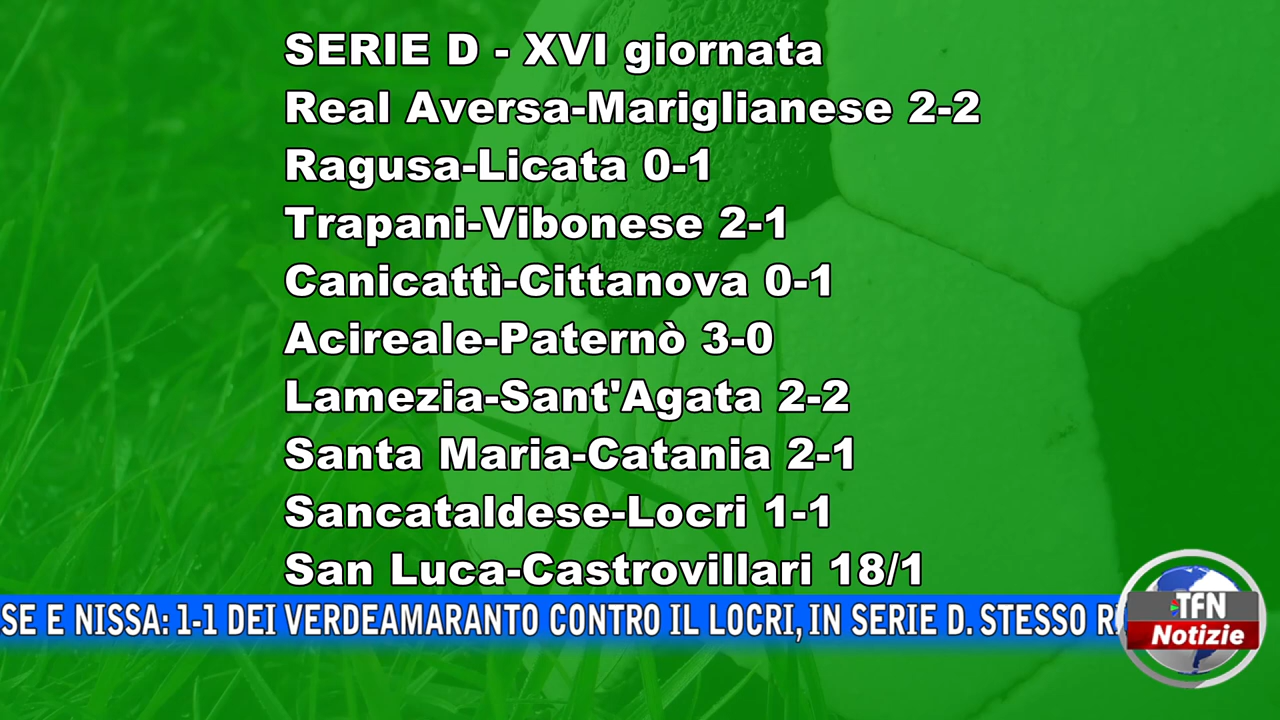 SERIE D - XVI giornata
Real Aversa-Mariglianese 2-2
Ragusa-Licata 0-1
Trapani-Vibonese 2-1
Canicattì-Cittanova 0-1
Acireale-Paternò 3-0
Lamezia-Sant'Agata 2-2
Santa Maria-Catania 2-1
Sancataldese-Locri 1-1
San Luca-Castrovillari 18/1
SE E NISSA: 1-1 DEI VERDEAMARANTO CONTRO IL LOCRI, IN SERIE D. STESSO
TFN
Notizie